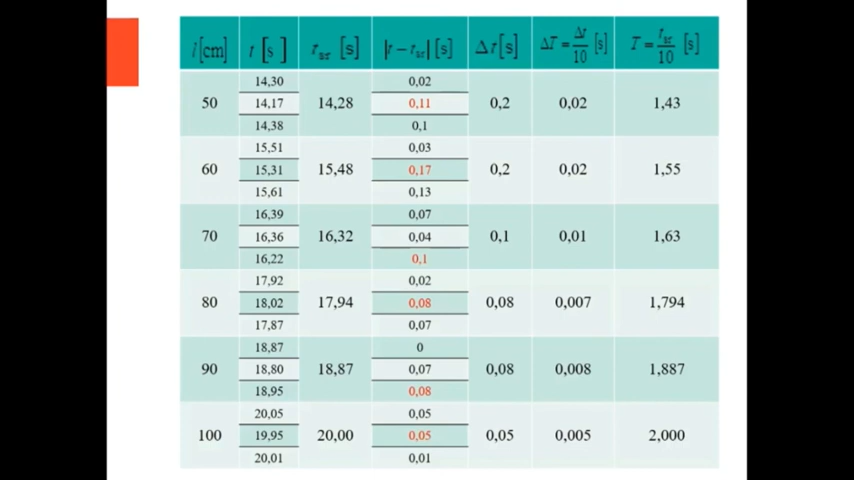 l[cm] t [s] tśr [s] |t – tśr| [s] Δt[s] ΔT = Δt/10 [s] T = tśr/10 [s]
50 14,30 14,28 0,02 0,2 0,02 1,43
14,17 0,11
14,38 0,1
60 15,51 15,48 0,03 0,2 0,02 1,55
15,31 0,17
15,61 0,13
70 16,39 16,32 0,07 0,1 0,01 1,63
16,36 0,04
16,22 0,1
80 17,92 17,94 0,02 0,08 0,007 1,794
18,02 0,08
17,87 0,07
90 18,87 18,87 0 0,08 0,008 1,887
18,80 0,07
18,95 0,08
100 20,05 20,00 0,05 0,05 0,005 2,000
19,95 0,05
20,01 0,01